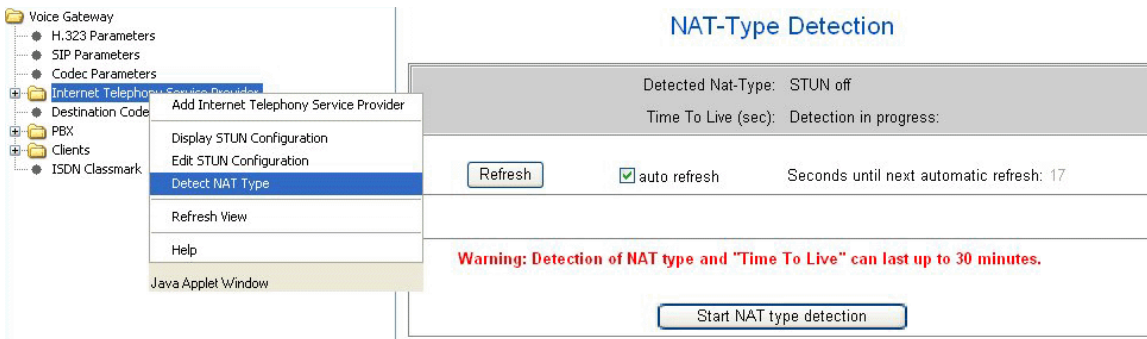 Voice Gateway
H.323 Parameters
SIP Parameters
Codec Parameters
Internet Telephony Service Provider
Destination Code
PBX
Clients
ISDN Classmark
Add Internet Telephony Service Provider
Display STUN Configuration
Edit STUN Configuration
Detect NAT Type
Refresh View
Help
Java Applet Window
NAT-Type Detection
Detected Nat-Type: STUN off
Time To Live (sec): Detection in progress:
Refresh auto refresh Seconds until next automatic refresh: 17
Warning: Detection of NAT type and "Time To Live" can last up to 30 minutes.
Start NAT type detection